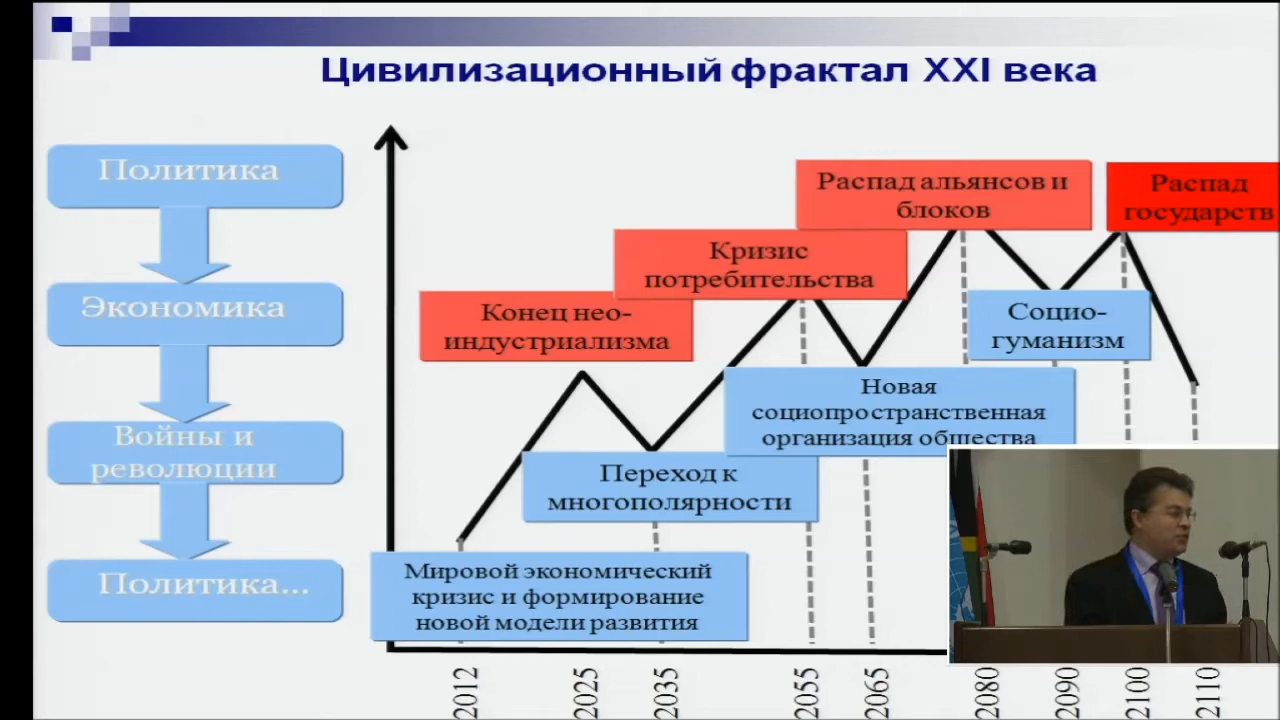 Цивилизационный фрактал XXI века
Политика
Экономика
Войны и
революции
Политика...
Распад альянсов и
блоков
Распад
государств
Кризис
потребительства
Конец нео-
индустриализма
Социо-
гуманизм
Новая
социопространственная
организация общества
Переход к
многополярности
Мировой экономический
кризис и формирование
новой модели развития
2012
2025
2035
2055
2065
2080
2090
2100
2110